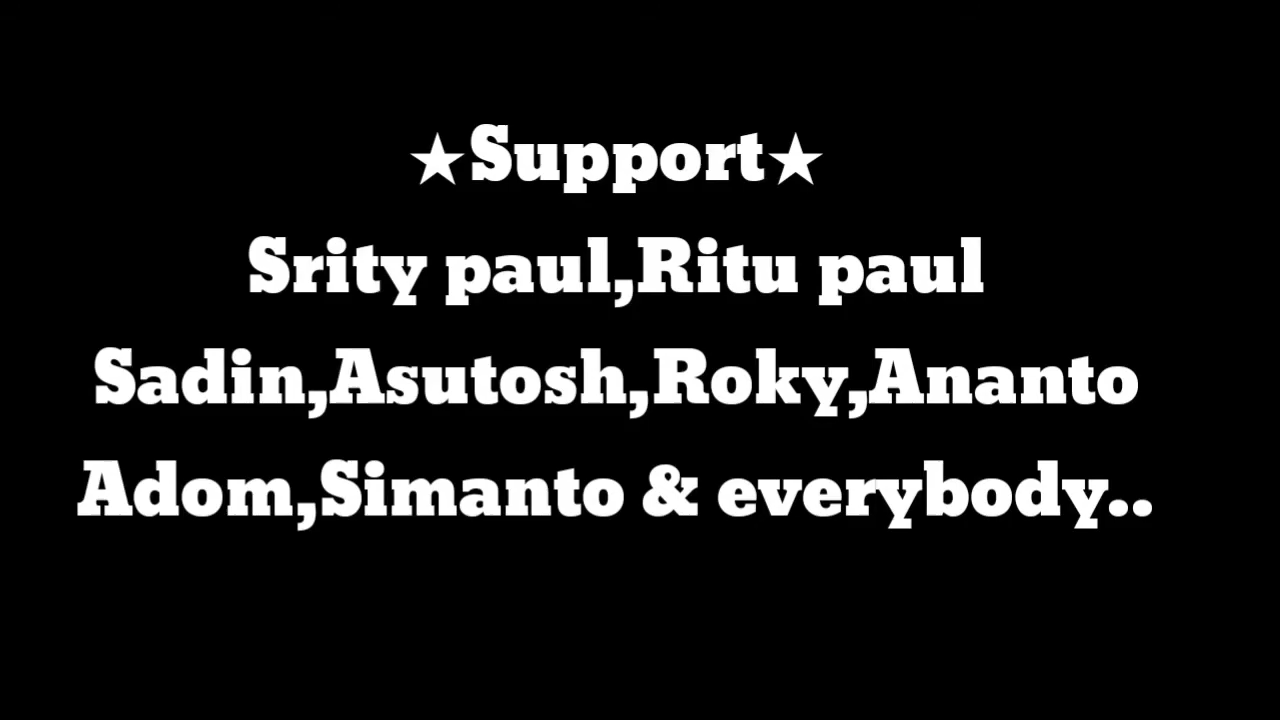 ★Support★
Srity paul,Ritu paul
Sadin,Asutosh,Roky,Ananto
Adom,Simanto & everybody..